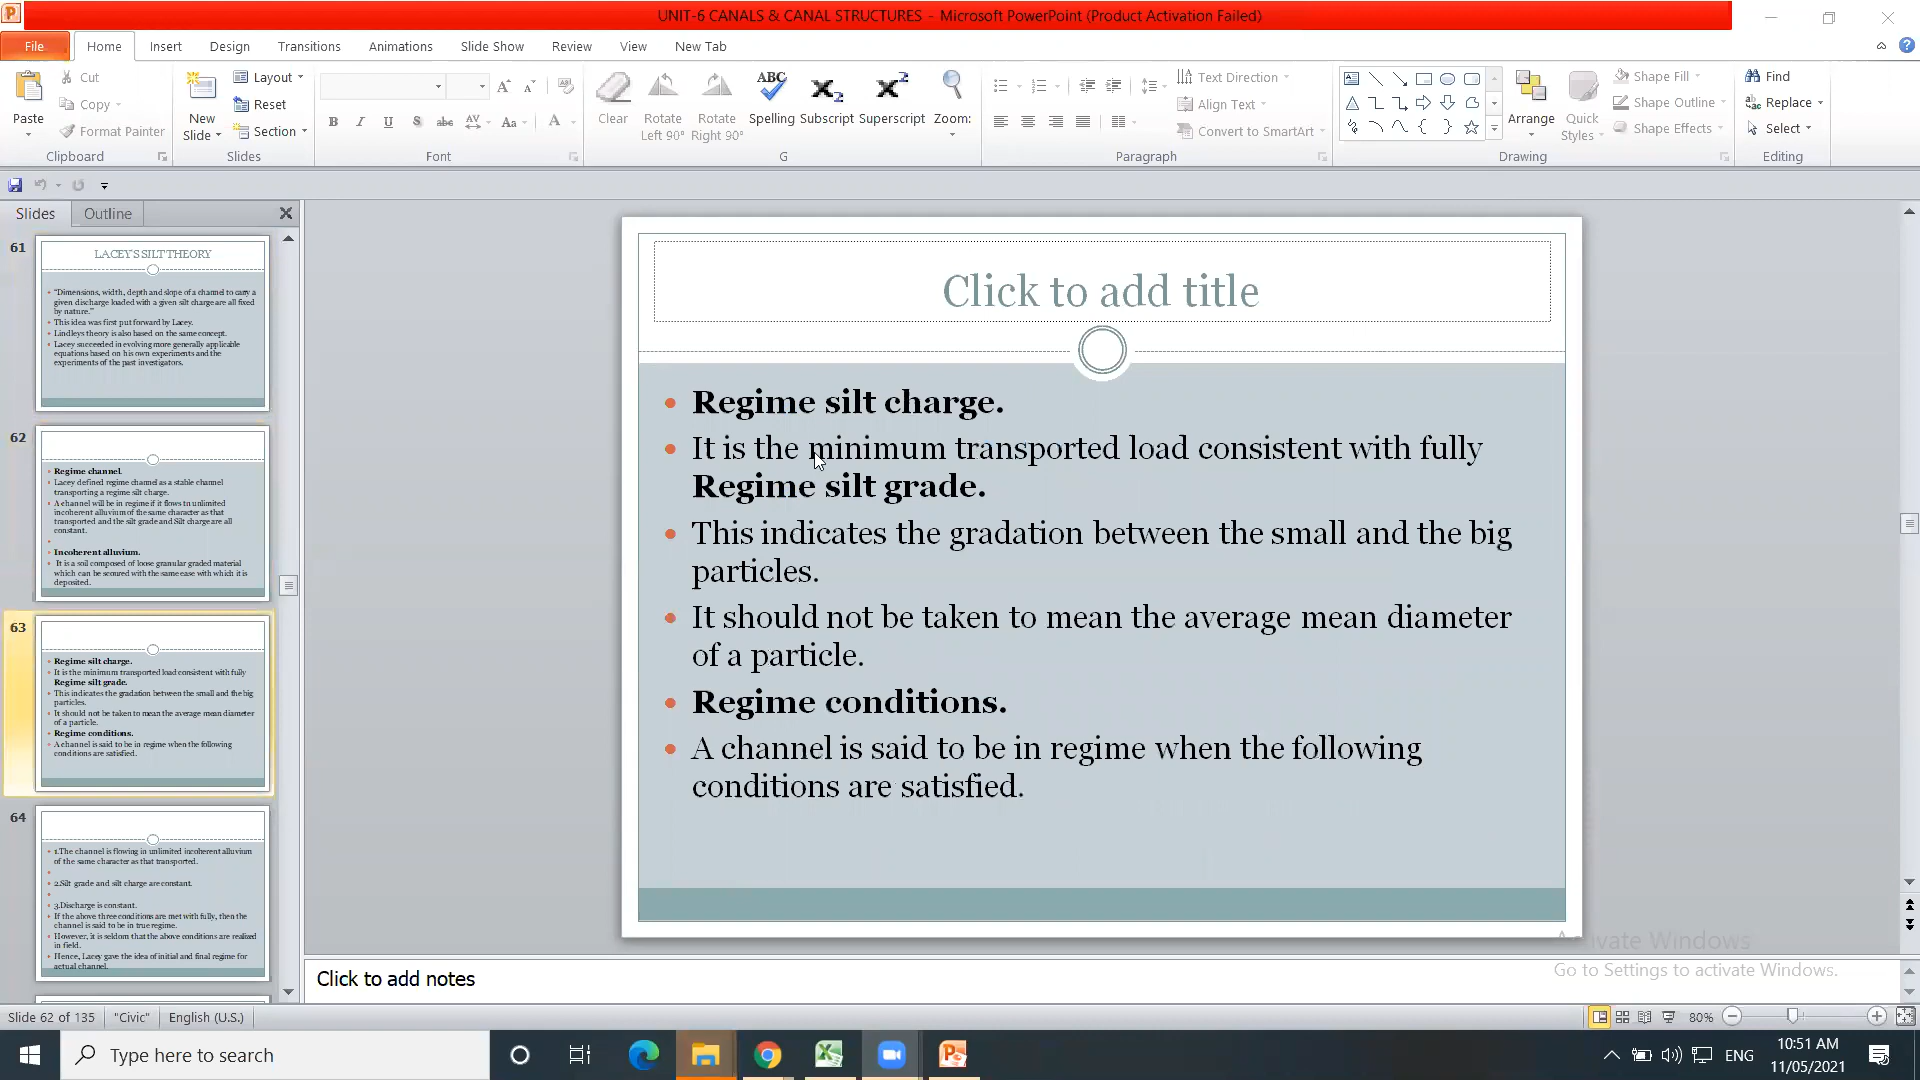 UNIT-6 CANALS & CANAL STRUCTURES - Microsoft PowerPoint (Product Activation Failed)
File Home Insert Design Transitions Animations Slide Show Review View New Tab
Paste
Cut
Copy
Format Painter
Clipboard
New Slide
Layout
Reset
Section
Slides
B I U S abc AV Aa A
Font
Clear
Rotate Left 90°
Rotate Right 90°
ABC Spelling
X2 Subscript
X2 Superscript
Zoom:
G
Text Direction
Align Text
Convert to SmartArt
Paragraph
Arrange
Quick Styles
Shape Fill
Shape Outline
Shape Effects
Drawing
Find
Replace
Select
Editing
Slides Outline
61
LACEY'S SILT THEORY
"Dimensions, width, depth and slope of a channel to carry a
given discharge loaded with a given silt charge are all fixed
by nature."
This idea was first put forward by Lacey.
Lindleys theory is also based on the same concept.
Lacey succeeded in evolving more generally applicable
equations based on his own experiments and the
experiments of the past investigators.
62
Regime channel.
Lacey defined regime channel as a stable channel
transporting a regime silt charge.
A channel will be in regime if it flows to unlimited
incoherent alluvium of the same character as that
transported and the silt grade and Silt charge are all
constant.
Incoherent alluvium.
It is a soil composed of loose granular graded material
which can be scoured with the same ease with which it is
deposited.
63
Regime silt charge.
It is the minimum transported load consistent with fully
Regime silt grade.
This indicates the gradation between the small and the big
particles.
It should not be taken to mean the average mean diameter
of a particle.
Regime conditions.
A channel is said to be in regime when the following
conditions are satisfied.
64
1.The channel is flowing in unlimited incoherent alluvium
of the same character as that transported.
2.Silt grade and silt charge are constant.
3.Discharge is constant.
If the above three conditions are met with fully, then the
channel is said to be in true regime.
However, it is seldom that the above conditions are realized
in field.
Hence, Lacey gave the idea of initial and final regime for
actual channel.
Click to add title
Regime silt charge.
It is the minimum transported load consistent with fully
Regime silt grade.
This indicates the gradation between the small and the big
particles.
It should not be taken to mean the average mean diameter
of a particle.
Regime conditions.
A channel is said to be in regime when the following
conditions are satisfied.
Activate Windows
Go to Settings to activate Windows.
Click to add notes
Slide 62 of 135 "Civic" English (U.S.) 80%
Type here to search
ENG
10:51 AM
11/05/2021